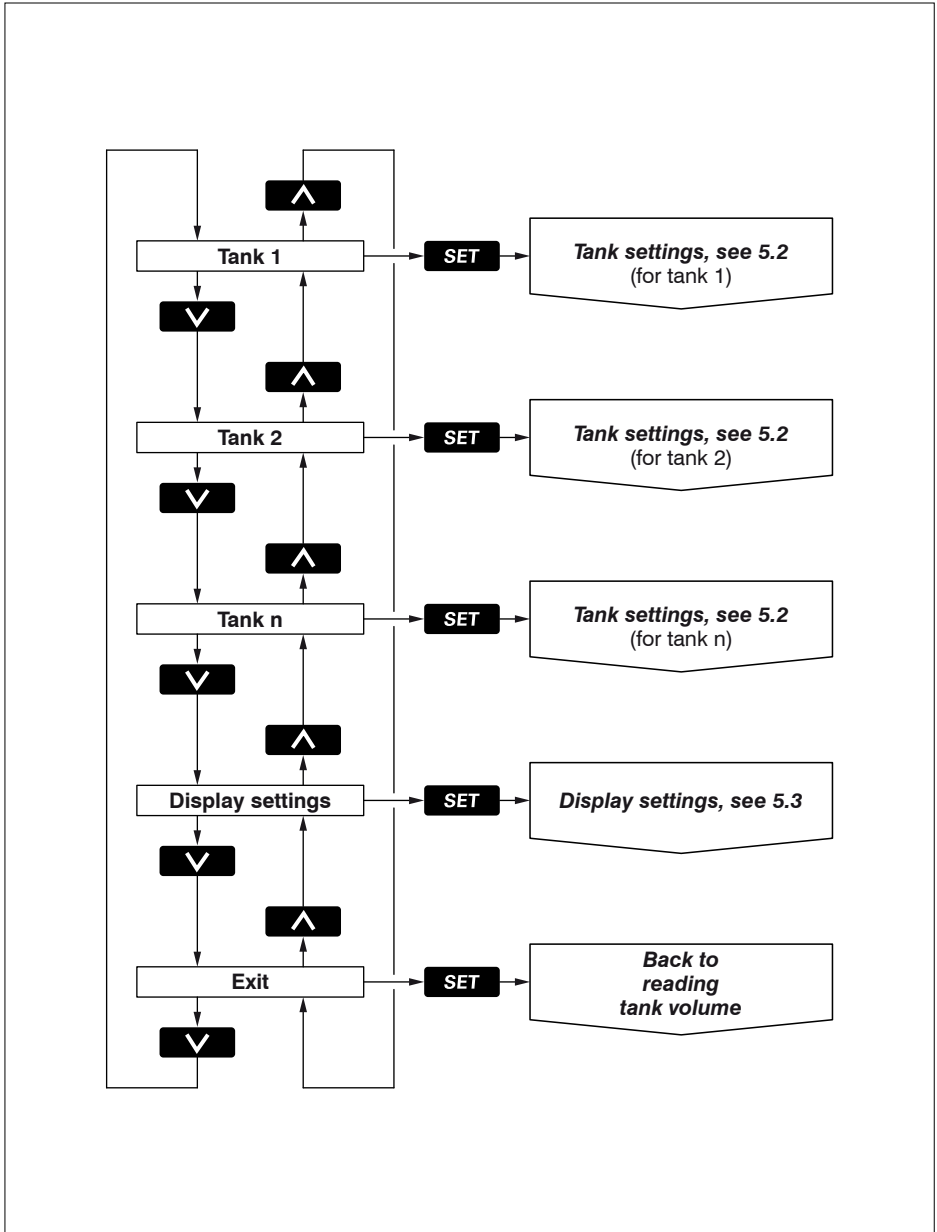 Tank 1
SET
Tank settings, see 5.2
(for tank 1)
Tank 2
SET
Tank settings, see 5.2
(for tank 2)
Tank n
SET
Tank settings, see 5.2
(for tank n)
Display settings
SET
Display settings, see 5.3
Exit
SET
Back to
reading
tank volume